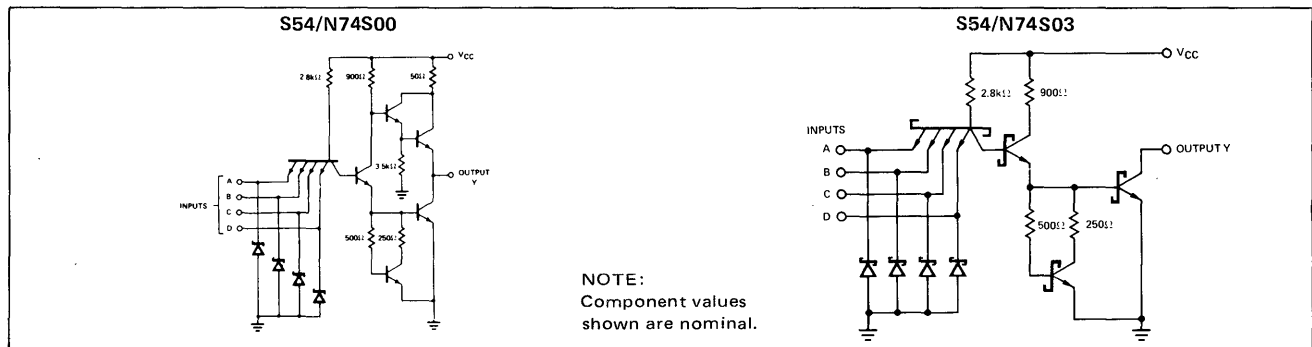 S54/N74S00
VCC
2.8kΩ
900Ω
50Ω
3.5kΩ
INPUTS
A
B
C
D
OUTPUT
Y
500Ω
250Ω
NOTE:
Component values
shown are nominal.
S54/N74S03
VCC
2.8kΩ
900Ω
INPUTS
A
B
C
D
OUTPUT Y
500Ω
250Ω